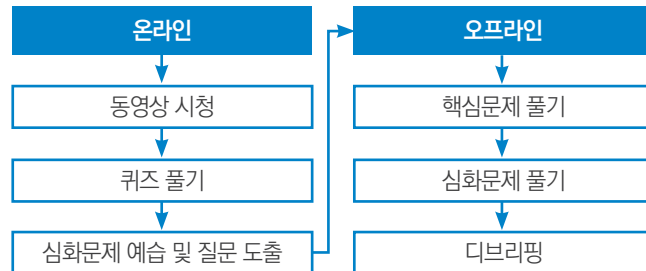 온라인
동영상 시청
퀴즈 풀기
심화문제 예습 및 질문 도출
오프라인
핵심문제 풀기
심화문제 풀기
디브리핑